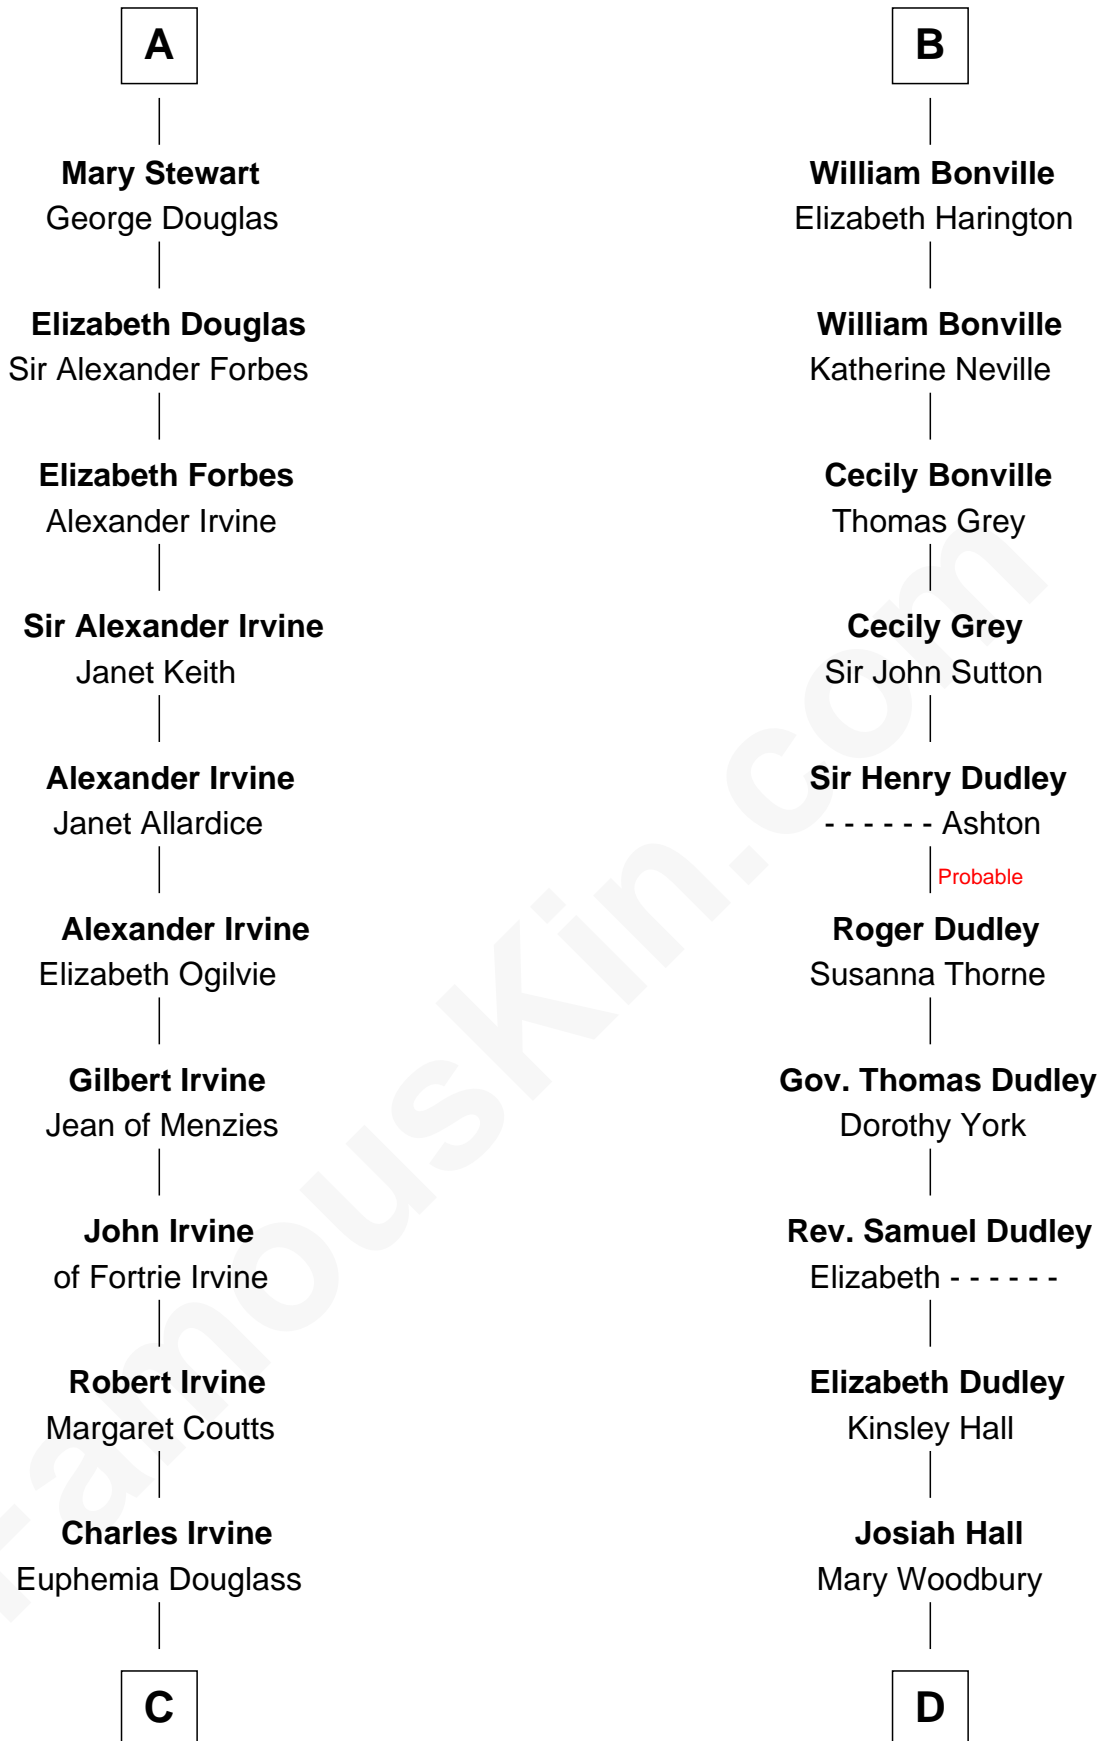 A
Mary Stewart
George Douglas
Elizabeth Douglas
Sir Alexander Forbes
Elizabeth Forbes
Alexander Irvine
Sir Alexander Irvine
Janet Keith
Alexander Irvine
Janet Allardice
Alexander Irvine
Elizabeth Ogilvie
Gilbert Irvine
Jean of Menzies
John Irvine
of Fortrie Irvine
Robert Irvine
Margaret Coutts
Charles Irvine
Euphemia Douglass
C
B
William Bonville
Elizabeth Harington
William Bonville
Katherine Neville
Cecily Bonville
Thomas Grey
Cecily Grey
Sir John Sutton
Sir Henry Dudley
- - - - - - Ashton
Probable
Roger Dudley
Susanna Thorne
Gov. Thomas Dudley
Dorothy York
Rev. Samuel Dudley
Elizabeth - - - - - -
Elizabeth Dudley
Kinsley Hall
Josiah Hall
Mary Woodbury
D
FamousKin.com